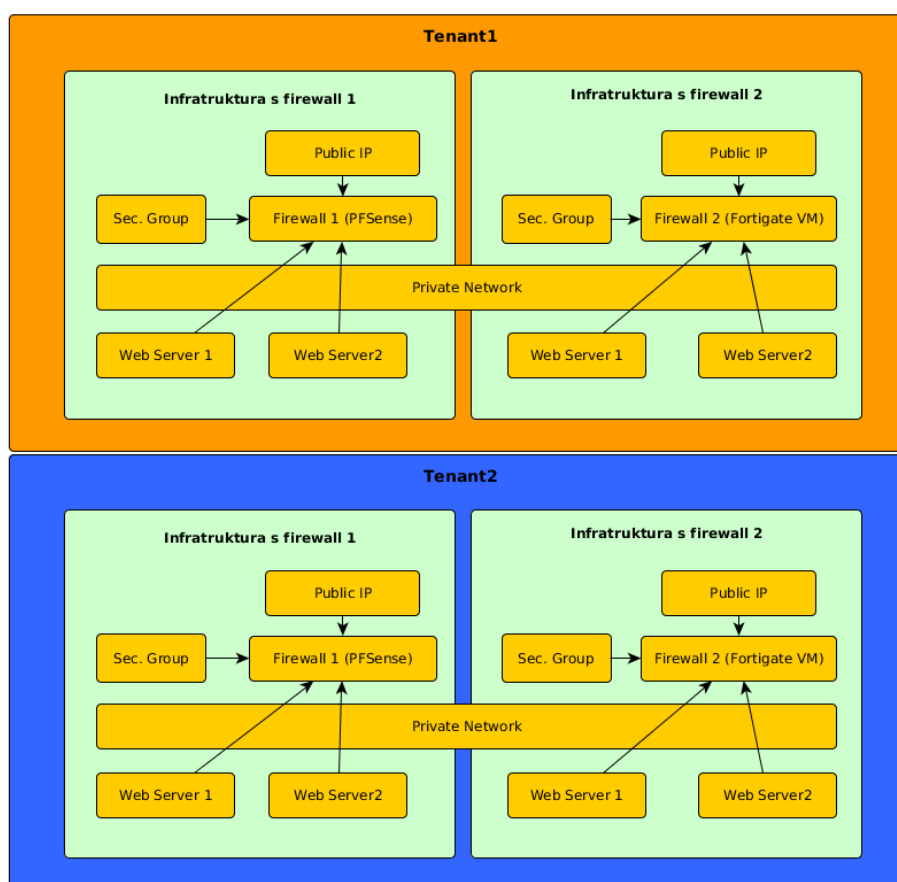 Tenant1
Infratruktura s firewall 1
Infratruktura s firewall 2
Public IP
Public IP
Sec. Group
Firewall 1 (PFSense)
Sec. Group
Firewall 2 (Fortigate VM)
Private Network
Web Server 1
Web Server2
Web Server 1
Web Server2
Tenant2
Infratruktura s firewall 1
Infratruktura s firewall 2
Public IP
Public IP
Sec. Group
Firewall 1 (PFSense)
Sec. Group
Firewall 2 (Fortigate VM)
Private Network
Web Server 1
Web Server2
Web Server 1
Web Server2